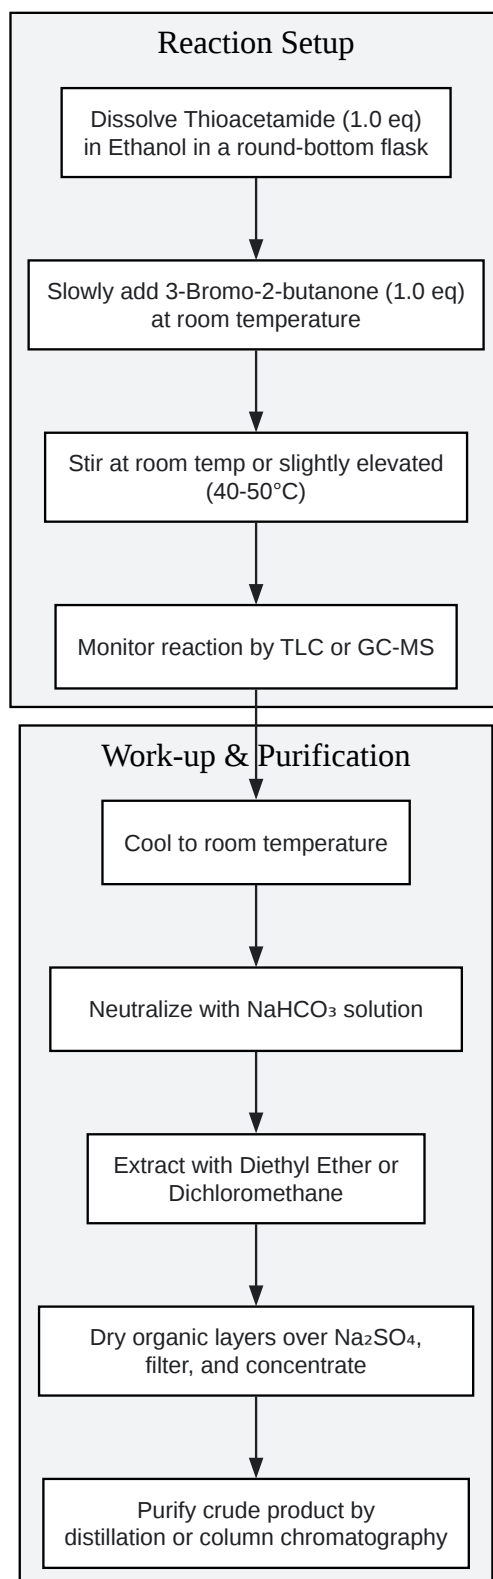 Reaction Setup
Dissolve Thioacetamide (1.0 eq)
in Ethanol in a round-bottom flask
Slowly add 3-Bromo-2-butanone (1.0 eq)
at room temperature
Stir at room temp or slightly elevated
(40-50°C)
Monitor reaction by TLC or GC-MS
Work-up & Purification
Cool to room temperature
Neutralize with NaHCO₃ solution
Extract with Diethyl Ether or
Dichloromethane
Dry organic layers over Na₂SO₄,
filter, and concentrate
Purify crude product by
distillation or column chromatography